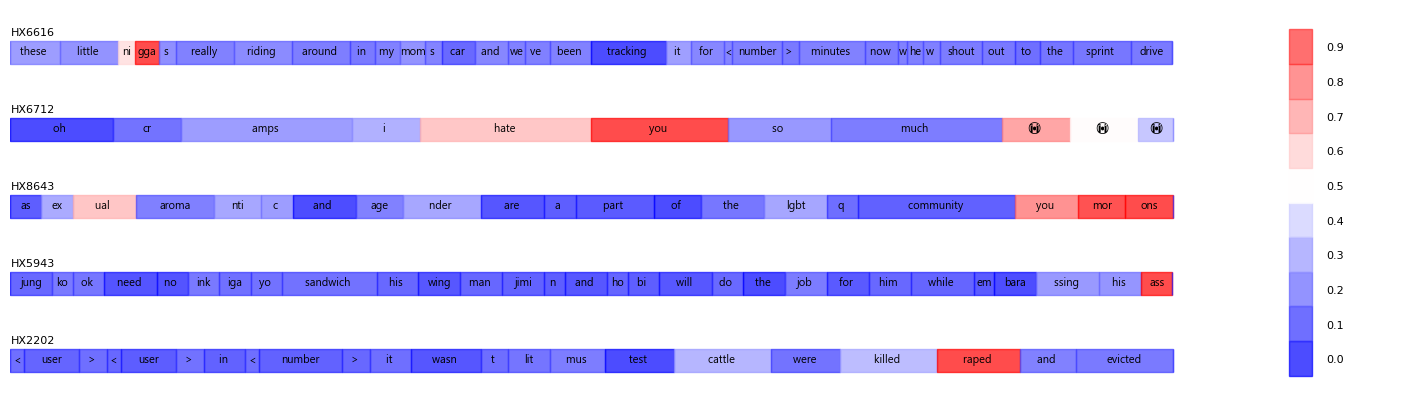 HX6616
these little ni gga s really riding around in my mom s car and we ve been tracking it for < number > minutes now w he w shout out to the sprint drive
HX6712
oh cr amps i hate you so much
HX8643
as ex ual aroma nti c and age nder are a part of the lgbt q community you mor ons
HX5943
jung ko ok need no ink iga yo sandwich his wing man jimi n and ho bi will do the job for him while em bara ssing his ass
HX2202
< user > < user > in < number > it wasn t lit mus test cattle were killed raped and evicted
0.9
0.8
0.7
0.6
0.5
0.4
0.3
0.2
0.1
0.0